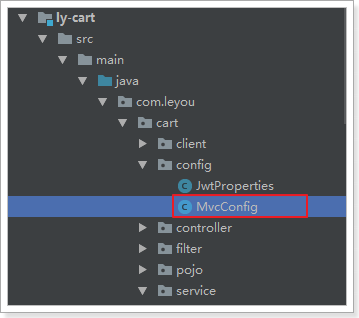 ly-cart
src
main
java
com.leyou
cart
client
config
JwtProperties
MvcConfig
controller
filter
pojo
service